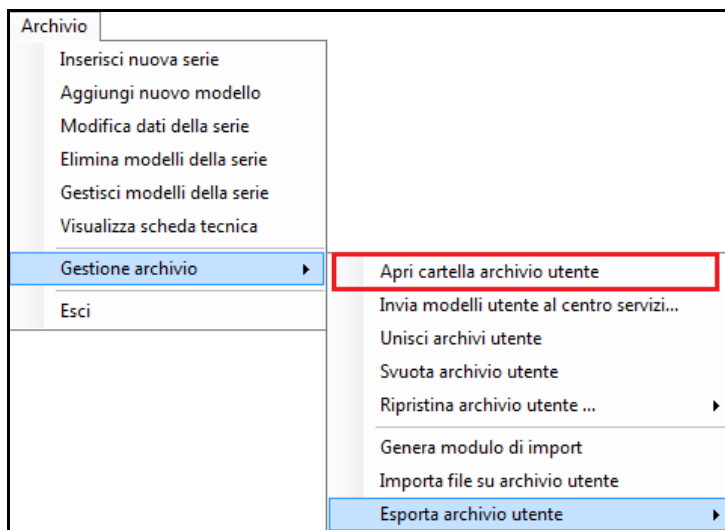 Archivio
Inserisci nuova serie
Aggiungi nuovo modello
Modifica dati della serie
Elimina modelli della serie
Gestisci modelli della serie
Visualizza scheda tecnica
Gestione archivio
Esci
Apri cartella archivio utente
Invia modelli utente al centro servizi...
Unisci archivi utente
Svuota archivio utente
Ripristina archivio utente ...
Genera modulo di import
Importa file su archivio utente
Esporta archivio utente